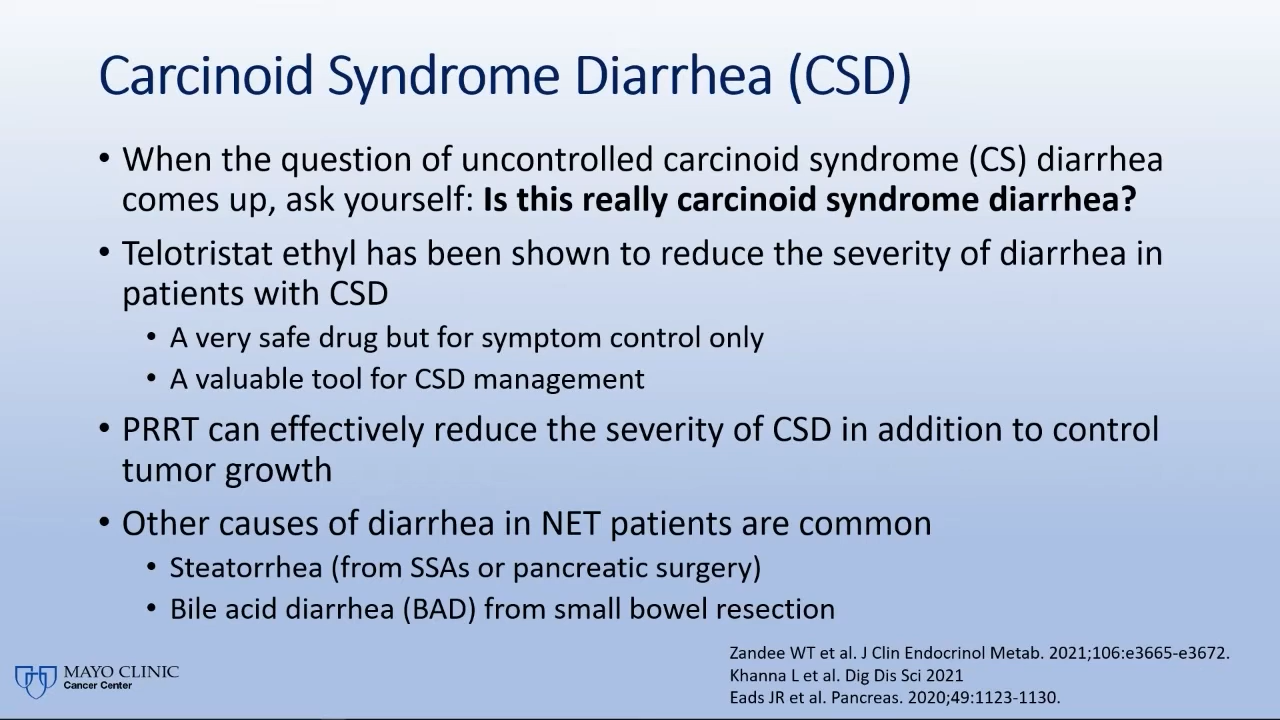 Carcinoid Syndrome Diarrhea (CSD)
• When the question of uncontrolled carcinoid syndrome (CS) diarrhea
comes up, ask yourself: Is this really carcinoid syndrome diarrhea?
• Telotristat ethyl has been shown to reduce the severity of diarrhea in
patients with CSD
• A very safe drug but for symptom control only
• A valuable tool for CSD management
• PRRT can effectively reduce the severity of CSD in addition to control
tumor growth
• Other causes of diarrhea in NET patients are common
• Steatorrhea (from SSAs or pancreatic surgery)
• Bile acid diarrhea (BAD) from small bowel resection
Zandee WT et al. J Clin Endocrinol Metab. 2021;106:e3665-e3672.
Khanna L et al. Dig Dis Sci 2021
Eads JR et al. Pancreas. 2020;49:1123-1130.
MAYO CLINIC
Cancer Center